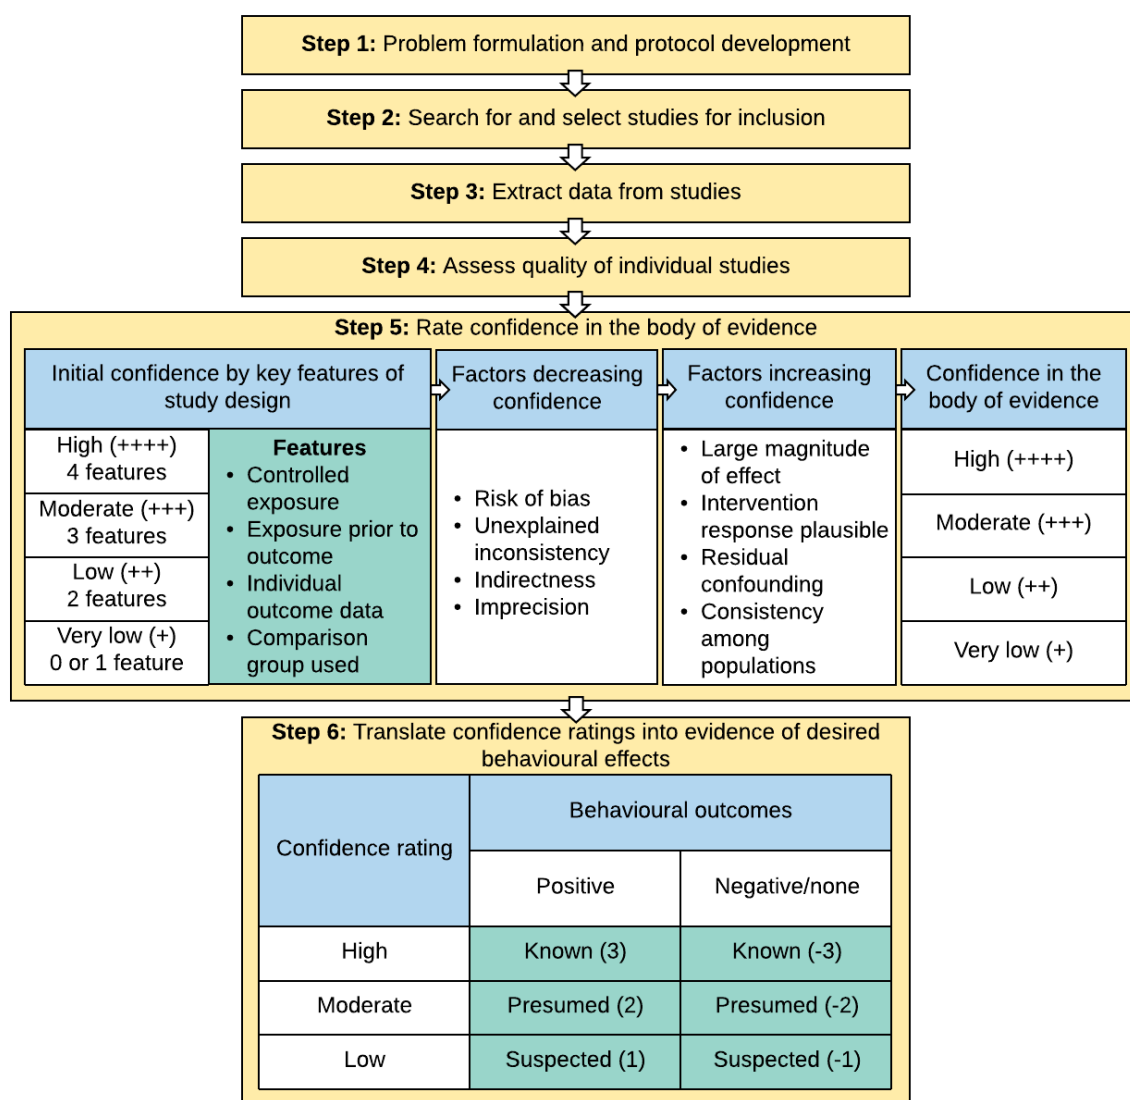 Step 1: Problem formulation and protocol development
Step 2: Search for and select studies for inclusion
Step 3: Extract data from studies
Step 4: Assess quality of individual studies
Step 5: Rate confidence in the body of evidence
Initial confidence by key features of
study design
High (++++)
4 features
Moderate (+++)
3 features
Low (++)
2 features
Very low (+)
0 or 1 feature
Features
• Controlled
exposure
• Exposure prior to
outcome
• Individual
outcome data
• Comparison
group used
Factors decreasing
confidence
• Risk of bias
• Unexplained
inconsistency
• Indirectness
• Imprecision
Factors increasing
confidence
• Large magnitude
of effect
• Intervention
response plausible
• Residual
confounding
• Consistency
among
populations
Confidence in the
body of evidence
High (++++)
Moderate (+++)
Low (++)
Very low (+)
Step 6: Translate confidence ratings into evidence of desired
behavioural effects
Confidence rating
Behavioural outcomes
Positive
Negative/none
High
Known (3)
Known (-3)
Moderate
Presumed (2)
Presumed (-2)
Low
Suspected (1)
Suspected (-1)